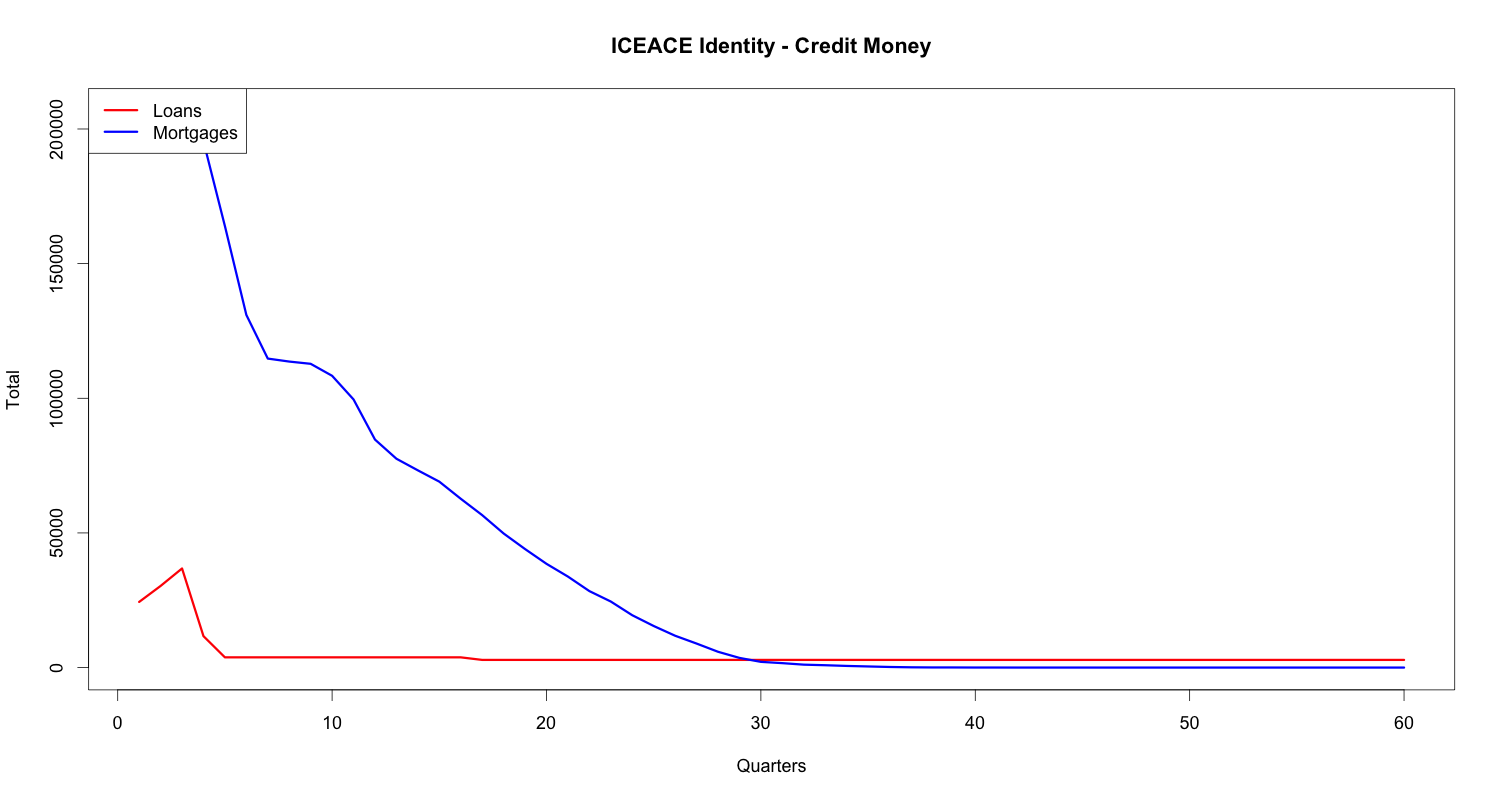 ICEACE Identity - Credit Money
Loans
Mortgages
Total
200000
150000
100000
50000
0
0 10 20 30 40 50 60
Quarters